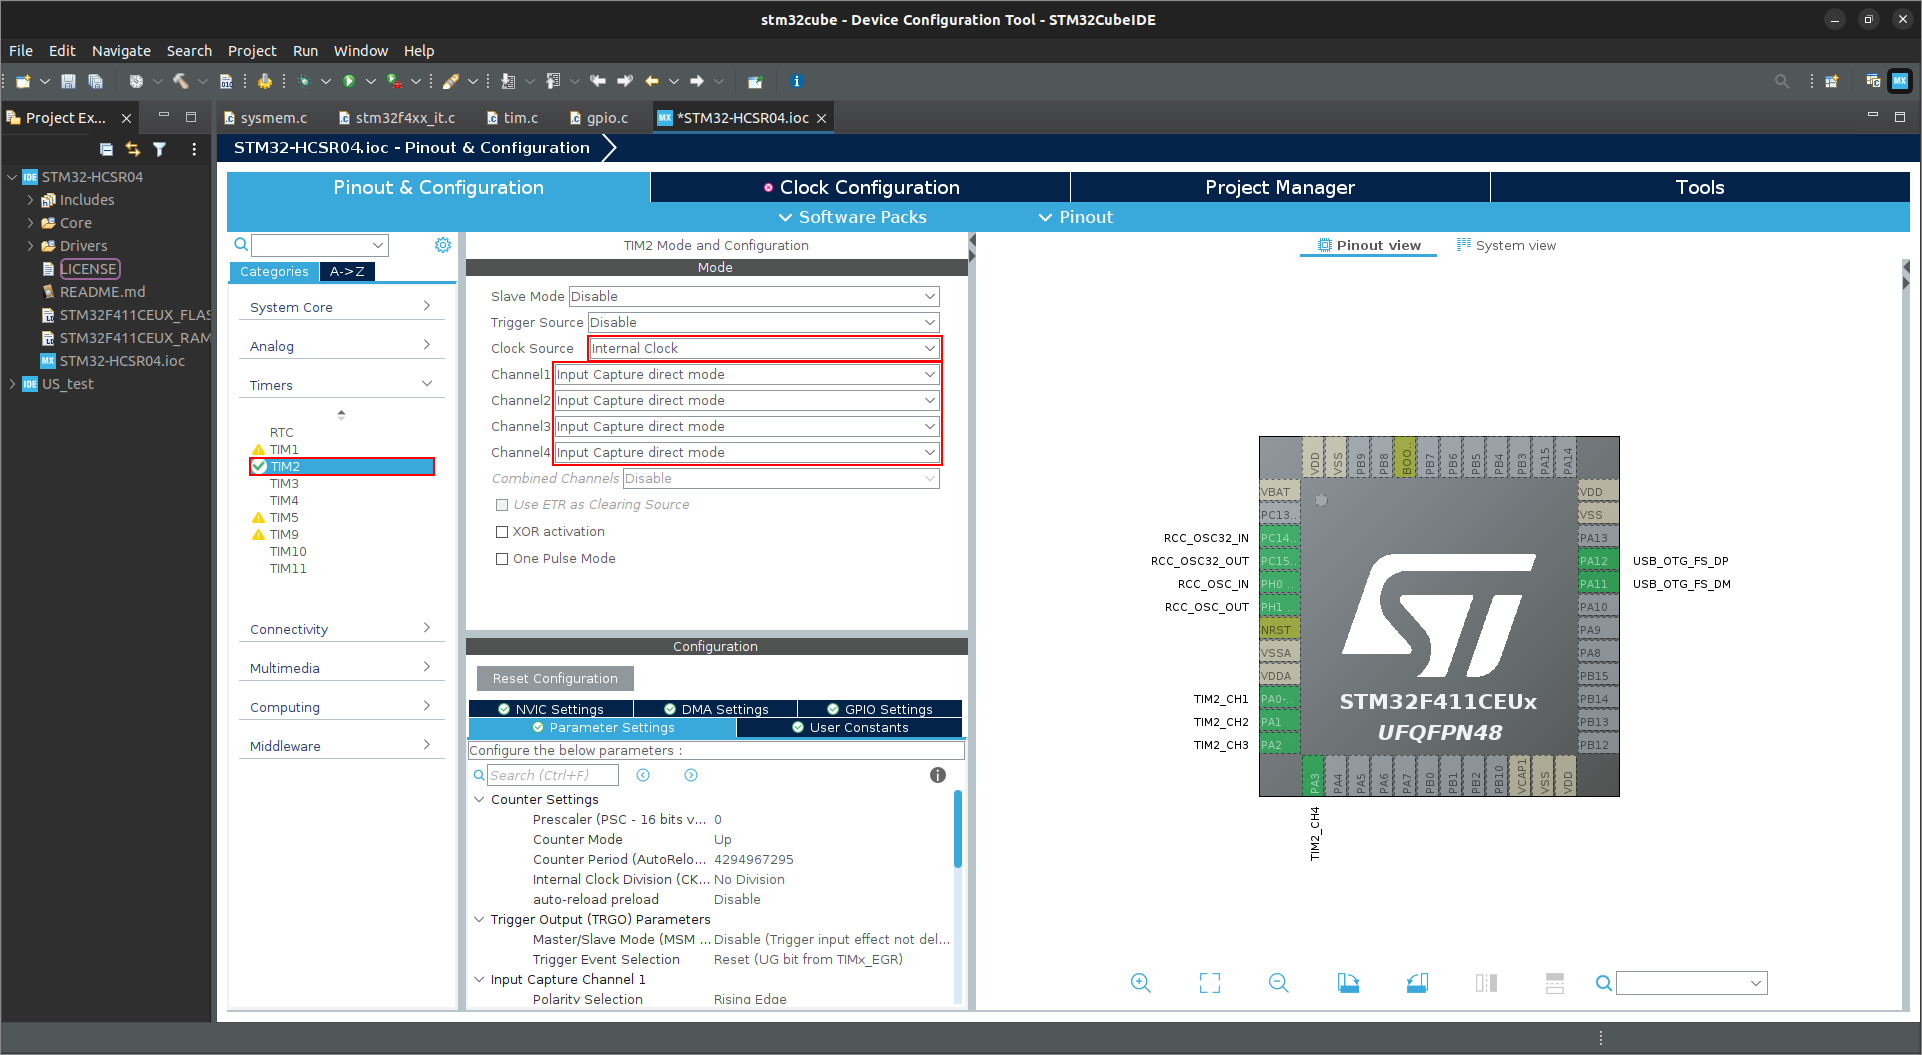 stm32cube - Device Configuration Tool - STM32CubeIDE
File Edit Navigate Search Project Run Window Help
Project Ex...
sysmem.c
stm32f4xx_it.c
tim.c
gpio.c
MX *STM32-HCSR04.ioc
STM32-HCSR04.ioc - Pinout & Configuration
IDE STM32-HCSR04
Includes
Core
Drivers
LICENSE
README.md
STM32F411CEUX_FLAS
STM32F411CEUX_RAM
MX STM32-HCSR04.ioc
IDE US_test
Pinout & Configuration
Clock Configuration
Project Manager
Tools
Software Packs
Pinout
Categories
A->Z
System Core
Analog
Timers
RTC
TIM1
TIM2
TIM3
TIM4
TIM5
TIM9
TIM10
TIM11
Connectivity
Multimedia
Computing
Middleware
TIM2 Mode and Configuration
Mode
Slave Mode Disable
Trigger Source Disable
Clock Source Internal Clock
Channel1 Input Capture direct mode
Channel2 Input Capture direct mode
Channel3 Input Capture direct mode
Channel4 Input Capture direct mode
Combined Channels Disable
Use ETR as Clearing Source
XOR activation
One Pulse Mode
Configuration
Reset Configuration
NVIC Settings
DMA Settings
GPIO Settings
Parameter Settings
User Constants
Configure the below parameters :
Search (Ctrl+F)
Counter Settings
Prescaler (PSC - 16 bits v... 0
Counter Mode Up
Counter Period (AutoRelo... 4294967295
Internal Clock Division (CK... No Division
auto-reload preload Disable
Trigger Output (TRGO) Parameters
Master/Slave Mode (MSM ... Disable (Trigger input effect not del...
Trigger Event Selection Reset (UG bit from TIMx_EGR)
Input Capture Channel 1
Polarity Selection Rising Edge
Pinout view
System view
VDD VSS PB9 PB8 BOO.. PB7 PB6 PB5 PB4 PB3 PA15 PA14
VBAT
PC13..
RCC_OSC32_IN PC14..
RCC_OSC32_OUT PC15..
RCC_OSC_IN PH0 ..
RCC_OSC_OUT PH1 ..
NRST
VSSA
VDDA
TIM2_CH1 PA0-..
TIM2_CH2 PA1
TIM2_CH3 PA2
STM32F411CEUx
UFQFPN48
VDD
VSS
PA13
PA12 USB_OTG_FS_DP
PA11 USB_OTG_FS_DM
PA10
PA9
PA8
PB15
PB14
PB13
PB12
PA3 PA4 PA5 PA6 PA7 PB0 PB1 PB2 PB10 VCAP1 VSS VDD
TIM2_CH4